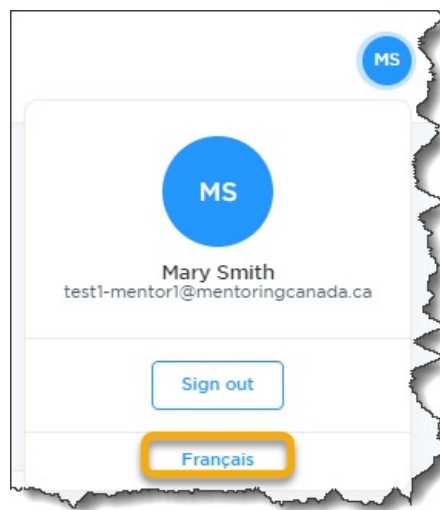 MS
MS
Mary Smith
test1-mentor1@mentoringcanada.ca
Sign out
Français